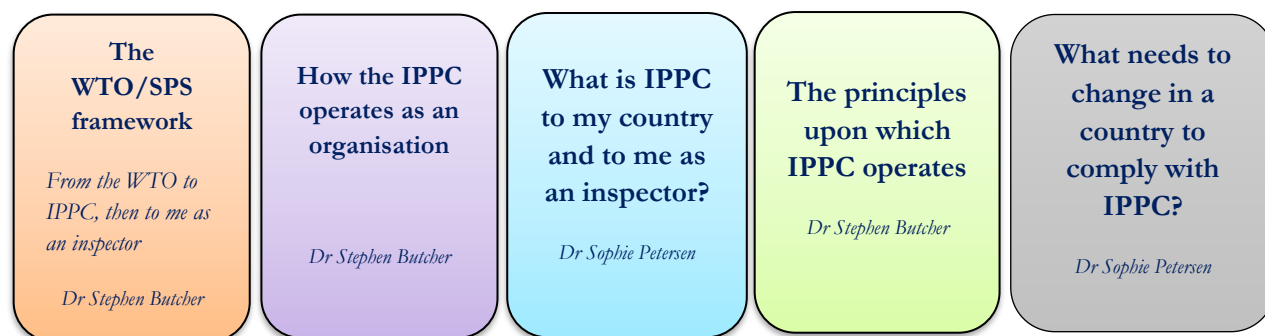 The
WTO/SPS
framework
From the WTO to
IPPC, then to me as
an inspector
Dr Stephen Butcher
How the IPPC
operates as an
organisation
Dr Stephen Butcher
What is IPPC
to my country
and to me as
an inspector?
Dr Sophie Petersen
The principles
upon which
IPPC operates
Dr Stephen Butcher
What needs to
change in a
country to
comply with
IPPC?
Dr Sophie Petersen